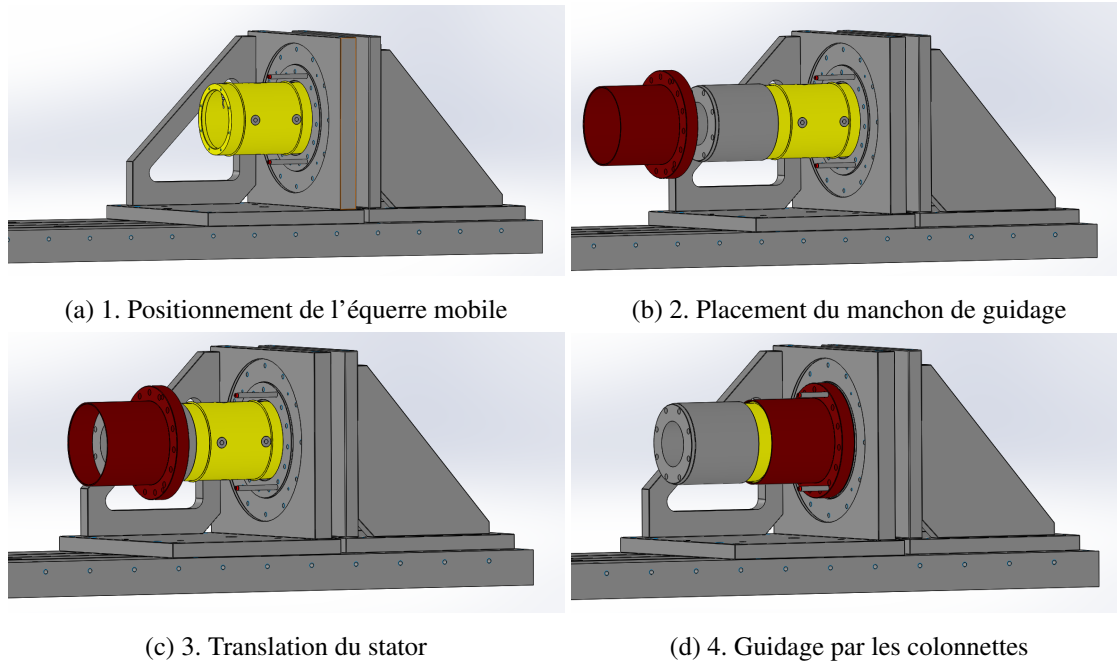 (a) 1. Positionnement de l'équerre mobile
(b) 2. Placement du manchon de guidage
(c) 3. Translation du stator
(d) 4. Guidage par les colonnettes